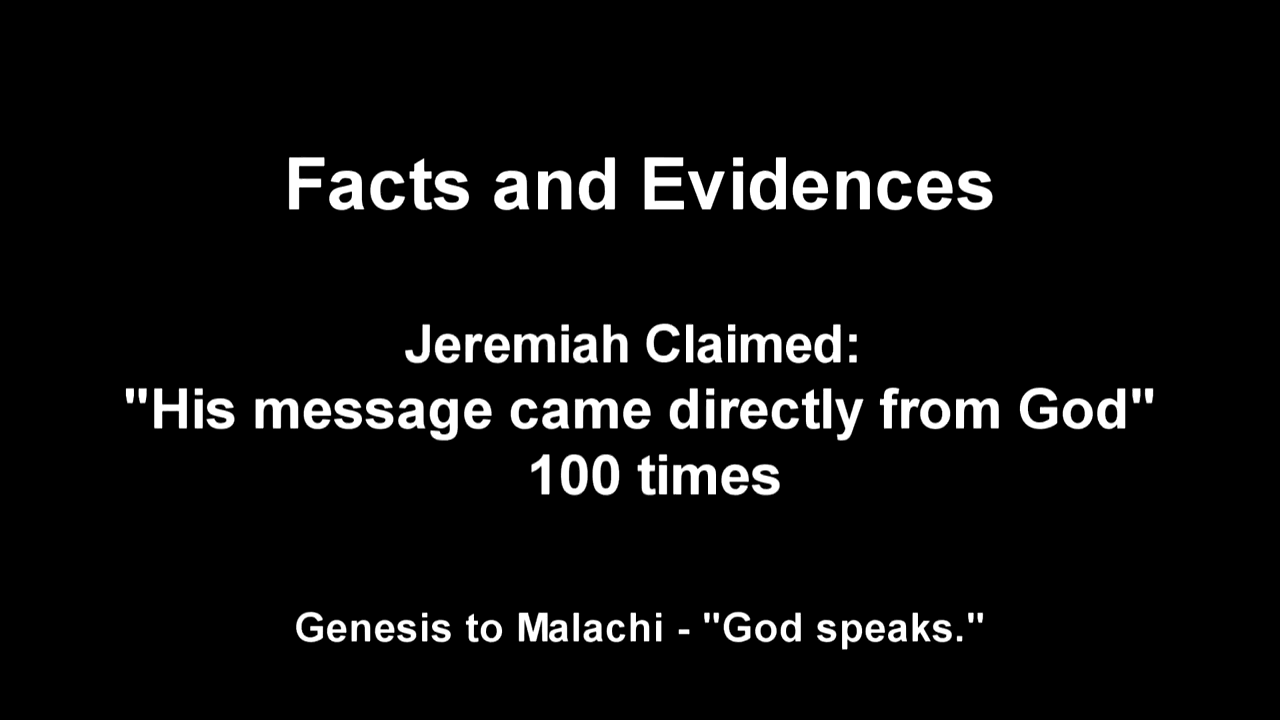 Facts and Evidences
Jeremiah Claimed:
"His message came directly from God"
100 times
Genesis to Malachi - "God speaks."